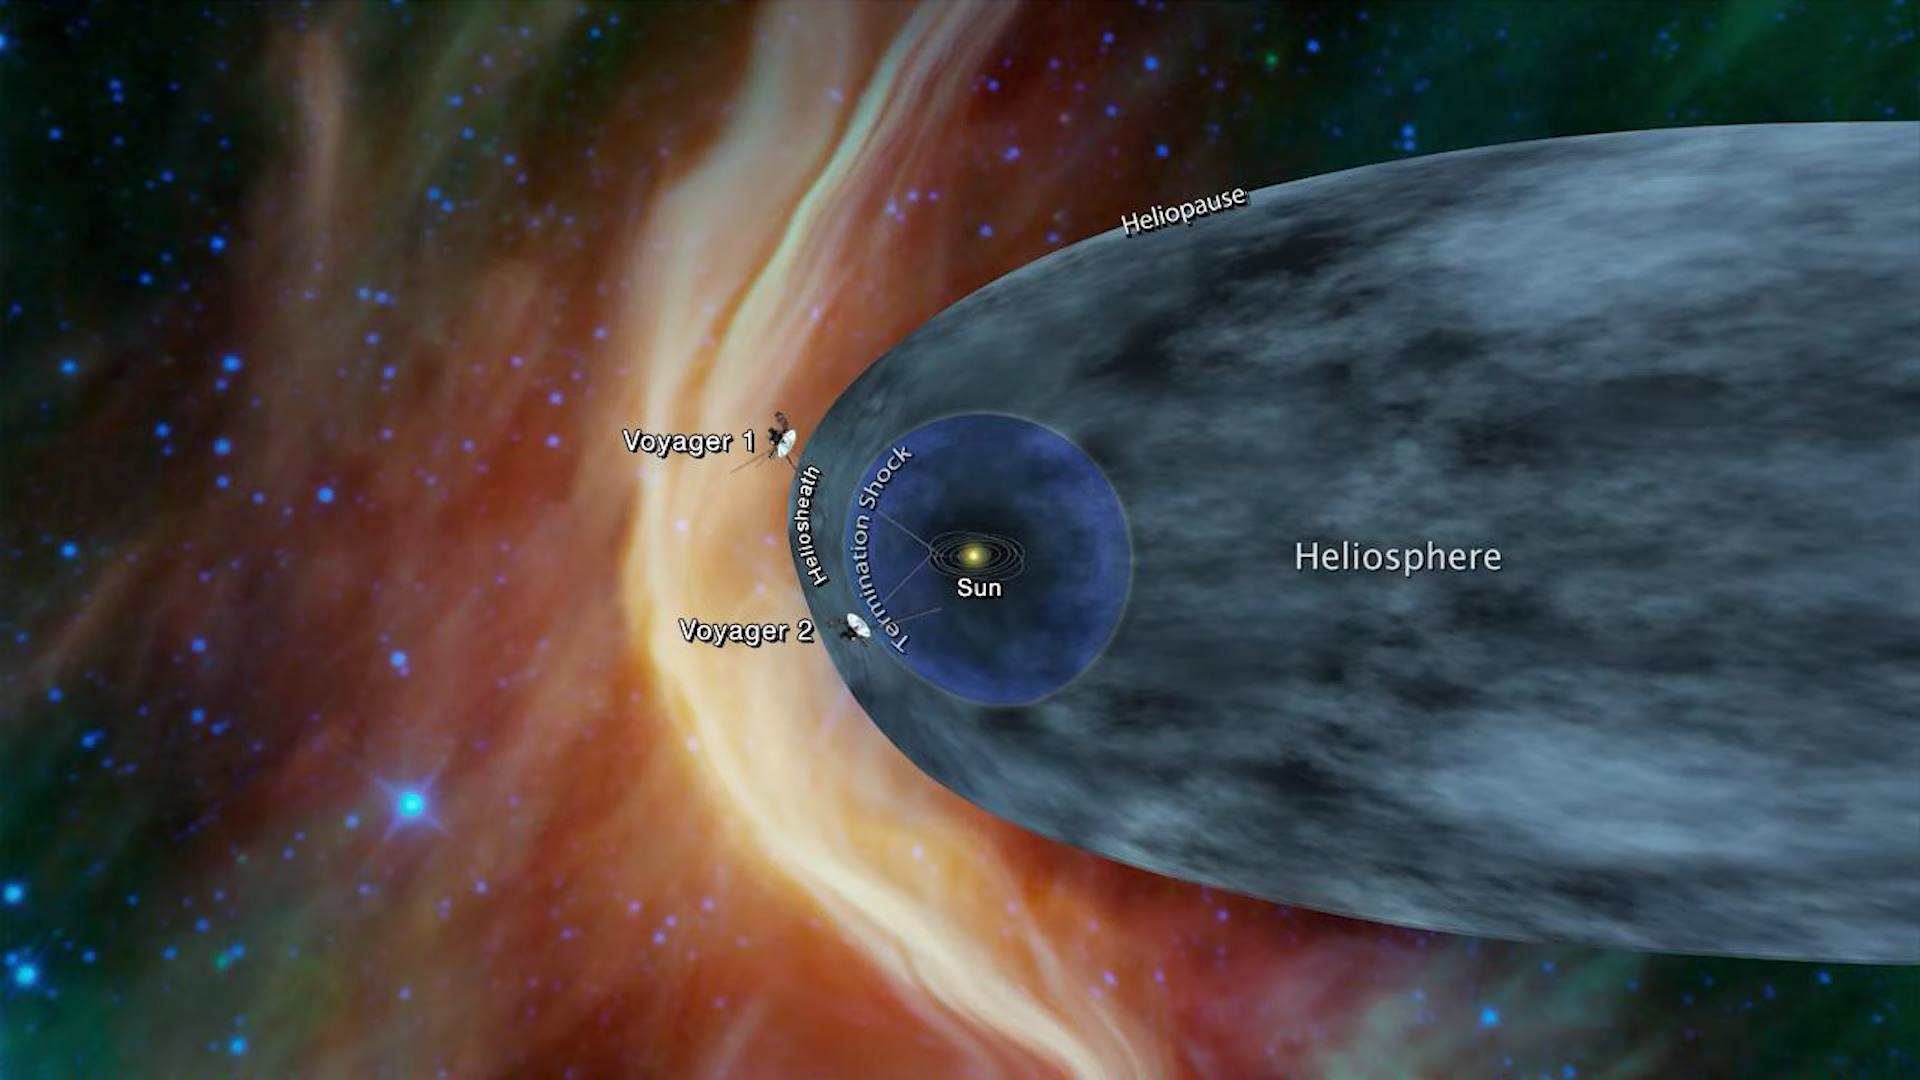 Heliopause
Voyager 1
Heliosheath
Termination Shock
Heliosphere
Sun
Voyager 2